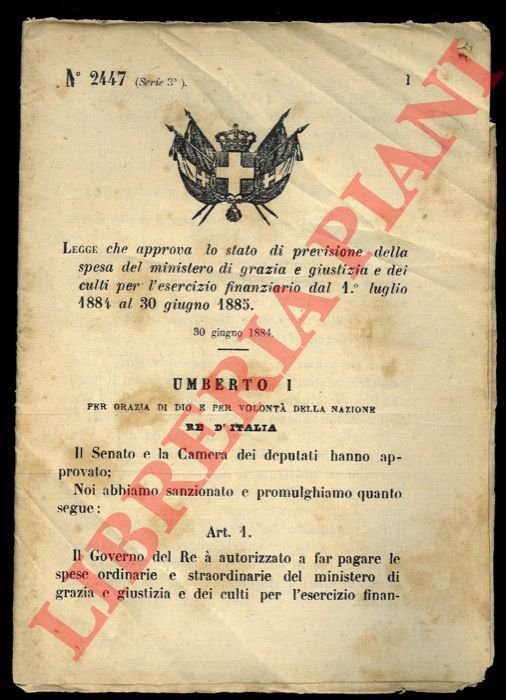 N° 2447 (Serie 3ª).
1
LEGGE che approva lo stato di previsione della
spesa del ministero di grazia e giustizia e dei
culti per l'esercizio finanziario dal 1.° luglio
1884 al 30 giugno 1885.
30 giugno 1884.
UMBERTO I
PER GRAZIA DI DIO E PER VOLONTÀ DELLA NAZIONE
RE D'ITALIA
Il Senato e la Camera dei deputati hanno ap-
provato;
Noi abbiamo sanzionato e promulghiamo quanto
segue:
Art. 1.
Il Governo del Re à autorizzato a far pagare le
spese ordinarie e straordinarie del ministero di
grazia e giustizia e dei culti per l'esercizio finan-
LIBRERIA PIANI